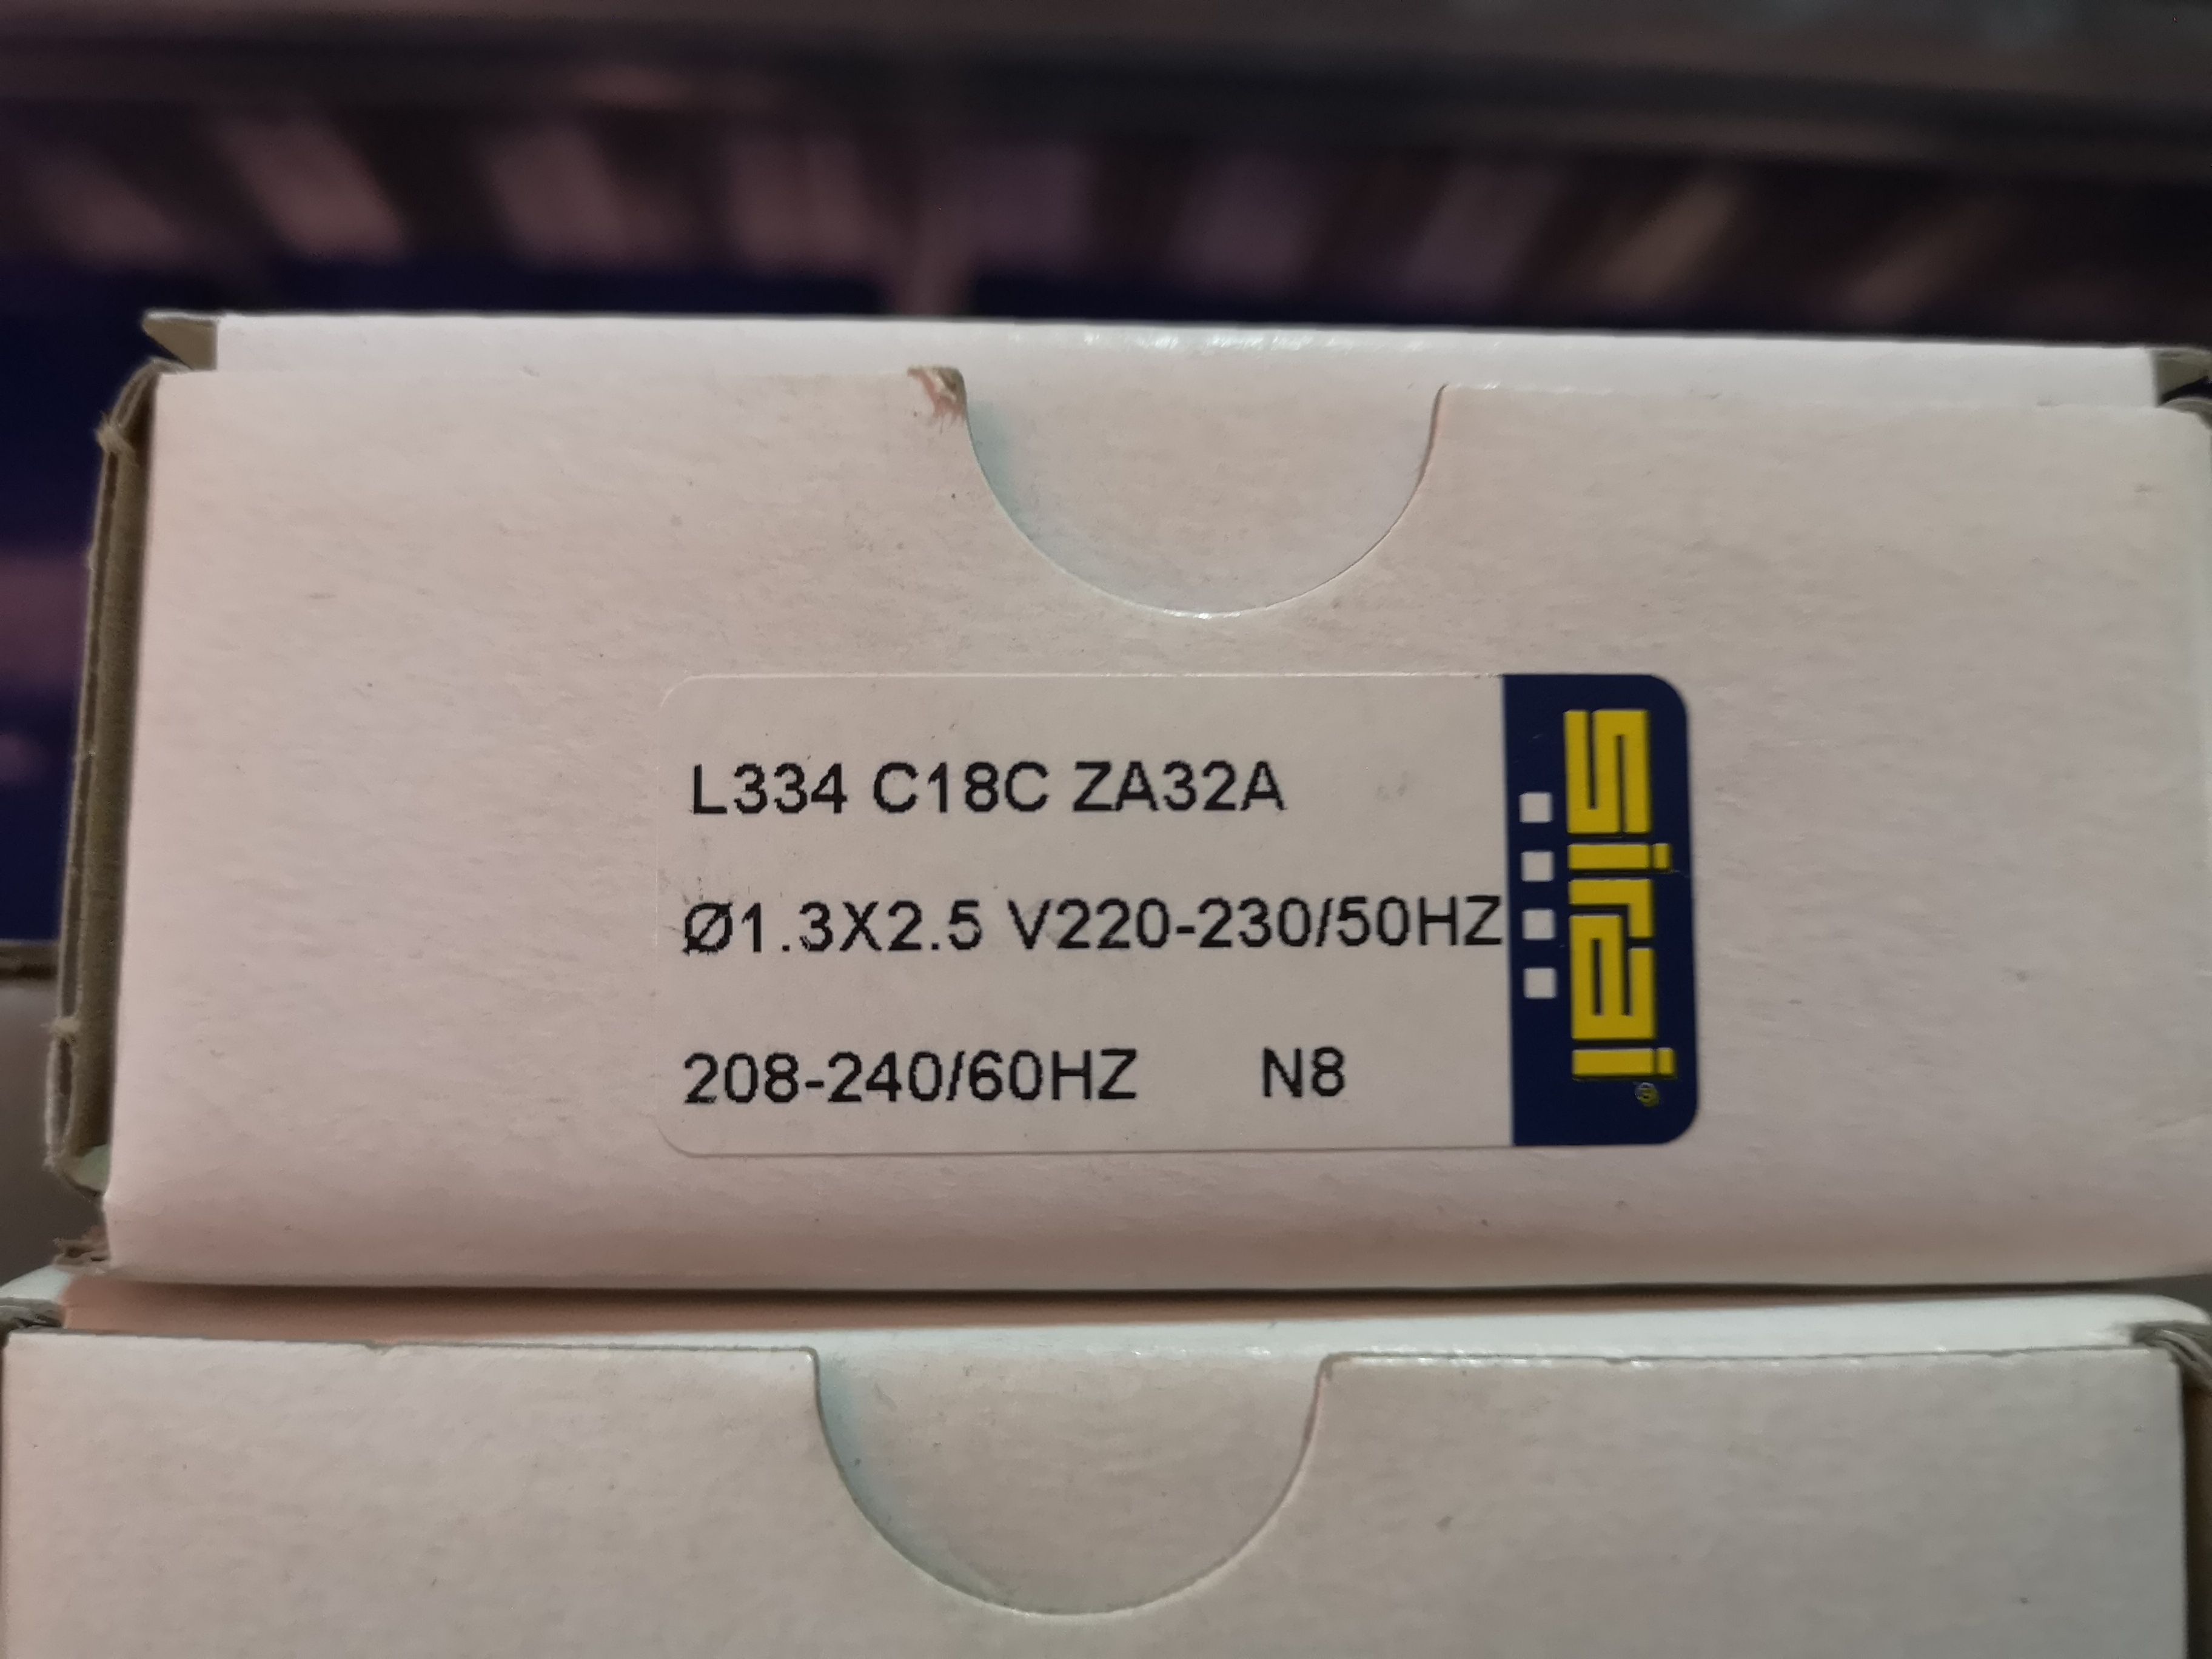 L334 C18C ZA32A
Ø1.3X2.5 V220-230/50HZ
208-240/60HZ N8
sirai®